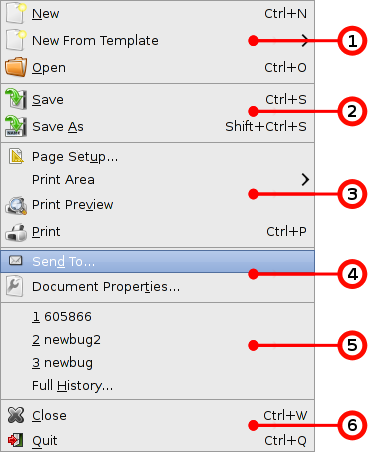 New Ctrl+N
New From Template 1
Open Ctrl+O
Save Ctrl+S
2
Save As Shift+Ctrl+S
Page Setup...
Print Area
3
Print Preview
Print Ctrl+P
Send To...
4
Document Properties...
1 605866
2 newbug2
5
3 newbug
Full History...
Close Ctrl+W
6
Quit Ctrl+Q